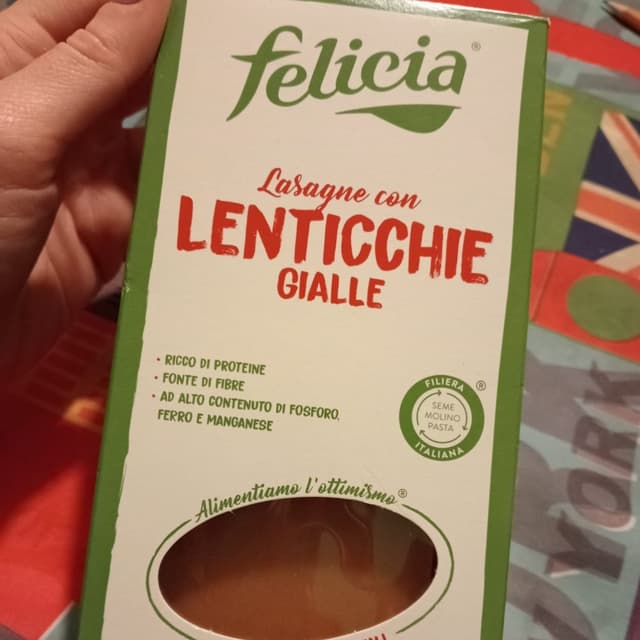 felicia®
Lasagne con
LENTICCHIE
GIALLE
• RICCO DI PROTEINE
• FONTE DI FIBRE
• AD ALTO CONTENUTO DI FOSFORO,
FERRO E MANGANESE
FILIERA ®
SEME
MOLINO
PASTA
ITALIANA
Alimentiamo l'ottimismo®
YORK